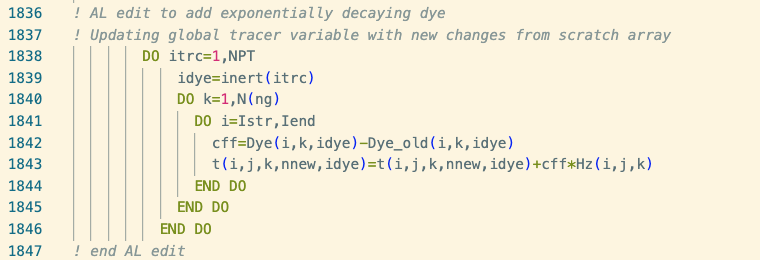 1836 ! AL edit to add exponentially decaying dye
1837 ! Updating global tracer variable with new changes from scratch array
1838 DO itrc=1,NPT
1839 idye=inert(itrc)
1840 DO k=1,N(ng)
1841 DO i=Istr,Iend
1842 cff=Dye(i,k,idye)-Dye_old(i,k,idye)
1843 t(i,j,k,nnew,idye)=t(i,j,k,nnew,idye)+cff*Hz(i,j,k)
1844 END DO
1845 END DO
1846 END DO
1847 ! end AL edit